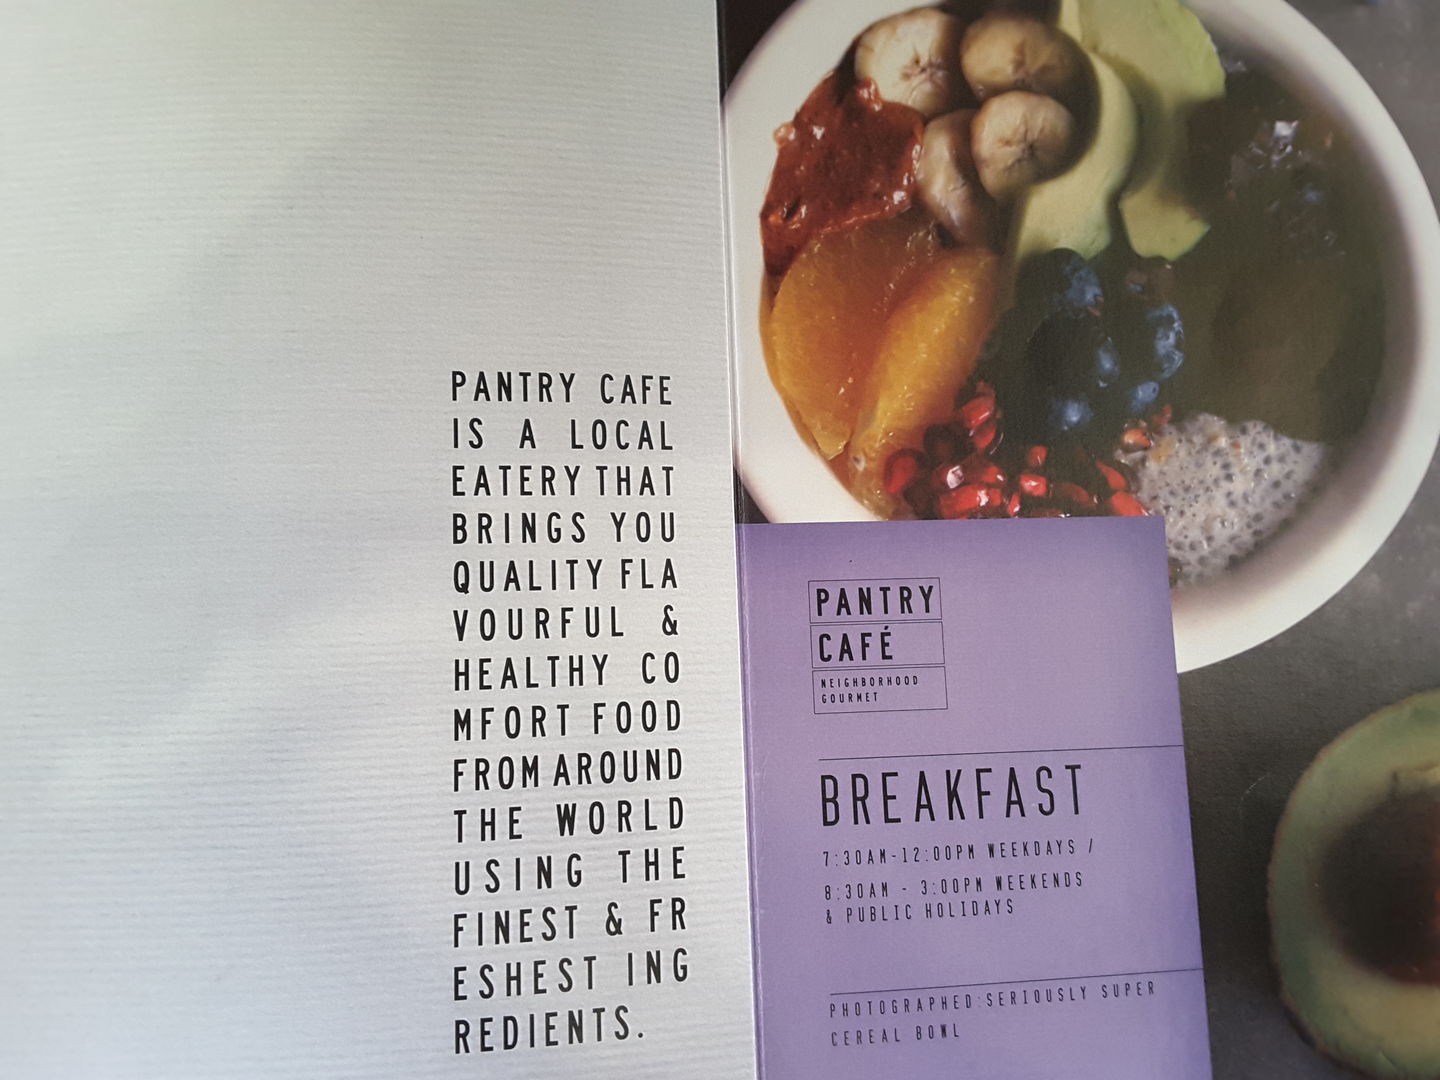 PANTRY CAFE
IS A LOCAL
EATERY THAT
BRINGS YOU
QUALITY FLA
VOURFUL &
HEALTHY CO
MFORT FOOD
FROM AROUND
THE WORLD
USING THE
FINEST & FR
ESHEST ING
REDIENTS.
PANTRY
CAFÉ
NEIGHBORHOOD
GOURMET
BREAKFAST
7:30AM-12:00PM WEEKDAYS /
8:30AM - 3:00PM WEEKENDS
& PUBLIC HOLIDAYS
PHOTOGRAPHED:SERIOUSLY SUPER
CEREAL BOWL